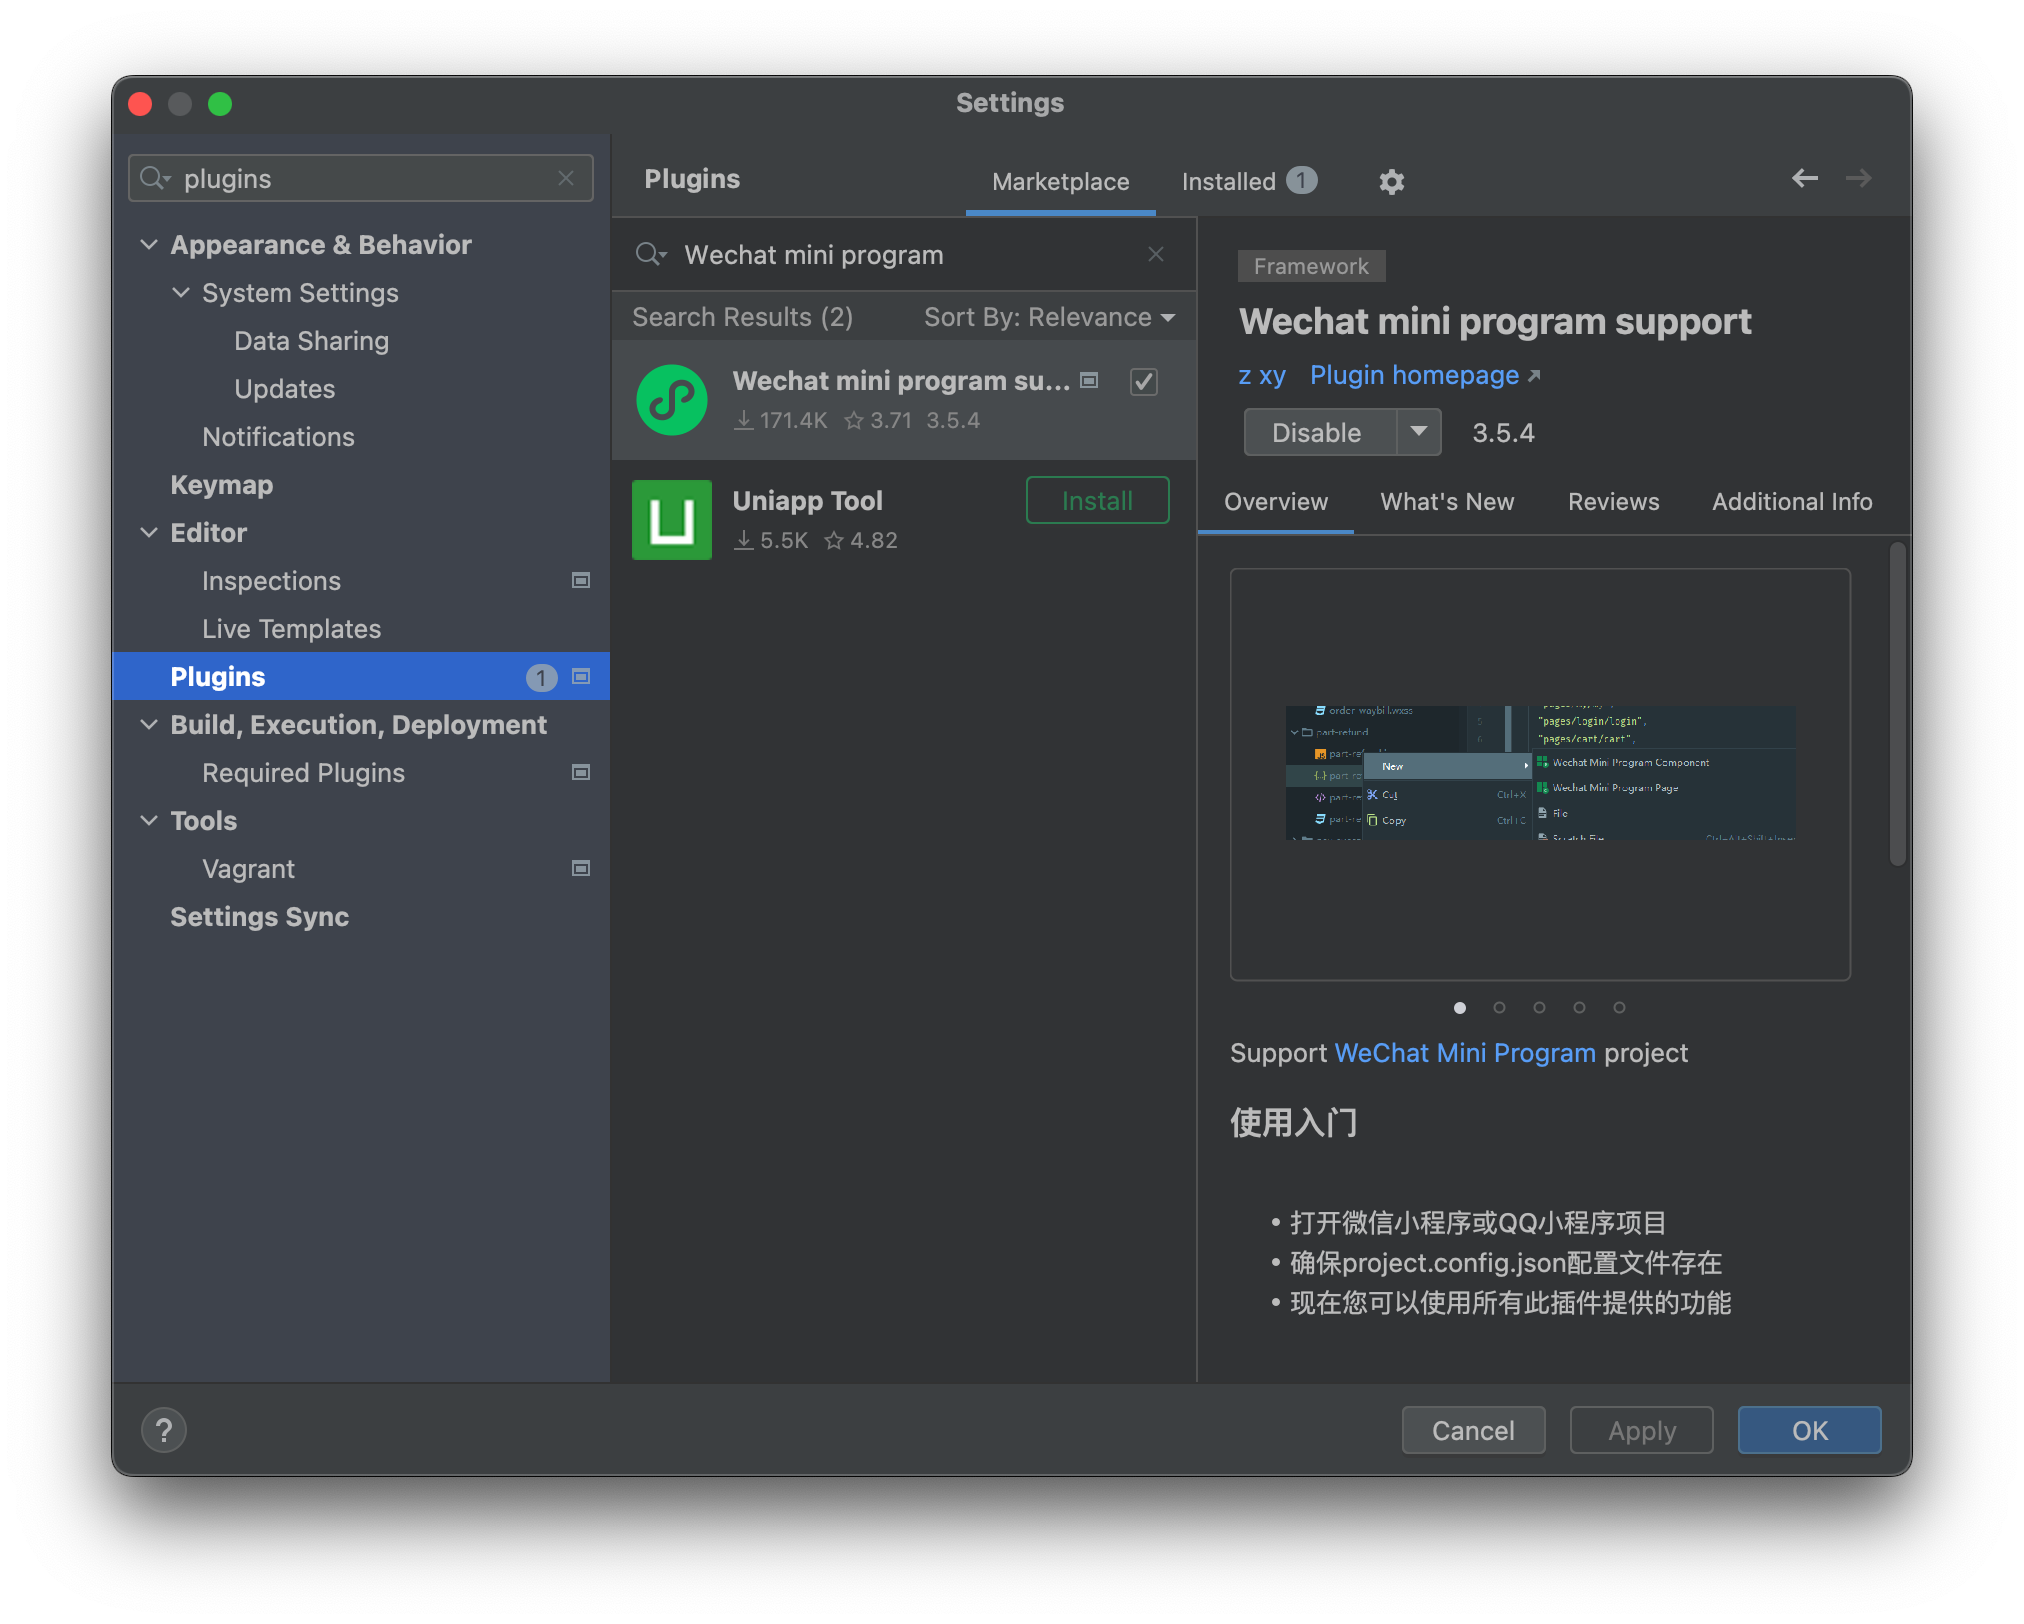 Settings
plugins
Appearance & Behavior
System Settings
Data Sharing
Updates
Notifications
Keymap
Editor
Inspections
Live Templates
Plugins 1
Build, Execution, Deployment
Required Plugins
Tools
Vagrant
Settings Sync
Plugins
Marketplace
Installed 1
Wechat mini program
Search Results (2)
Sort By: Relevance
Wechat mini program su...
171.4K 3.71 3.5.4
Uniapp Tool
Install
5.5K 4.82
Framework
Wechat mini program support
z xy Plugin homepage
Disable 3.5.4
Overview What's New Reviews Additional Info
order-waybill.wxss
part-refund
5
6
"pages/login/login",
"pages/cart/cart",
New
Cut Ctrl+X
Copy Ctrl+C
Wechat Mini Program Component
Wechat Mini Program Page
File
Support WeChat Mini Program project
使用入门
• 打开微信小程序或QQ小程序项目
• 确保project.config.json配置文件存在
• 现在您可以使用所有此插件提供的功能
?
Cancel
Apply
OK